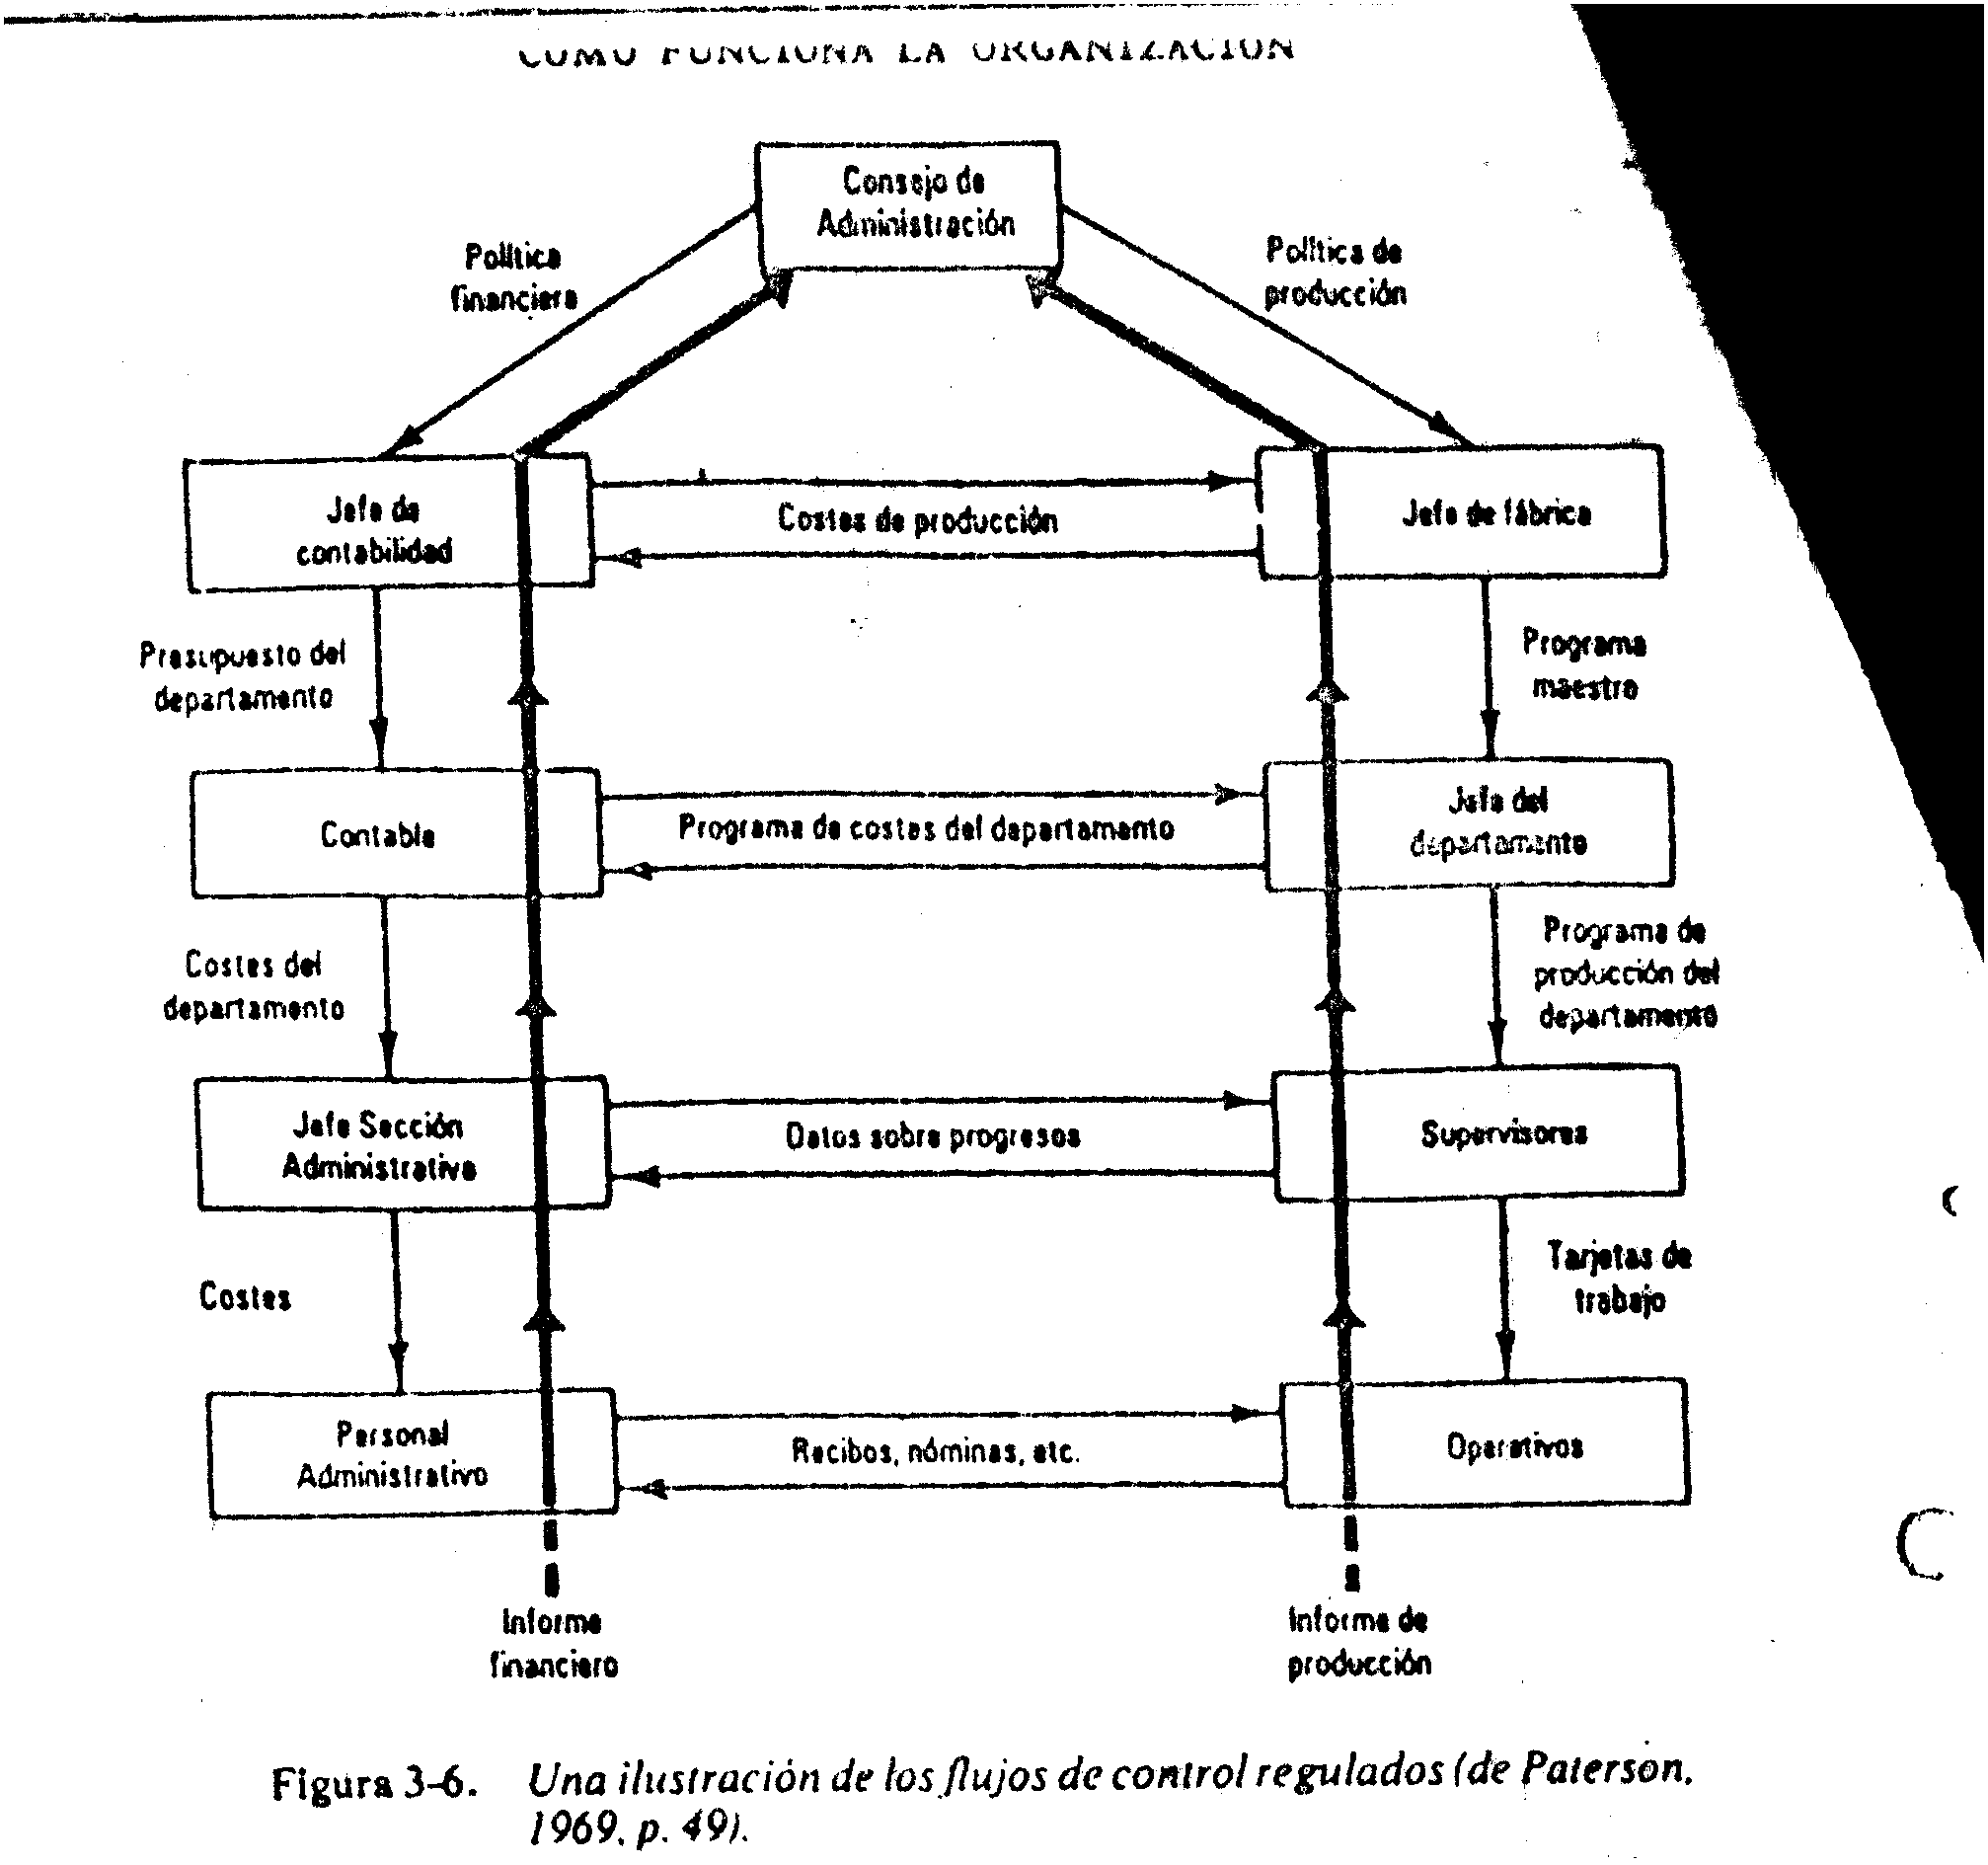 COMO FUNCIONA LA ORGANIZACION
Consejo de
Administración
Política
financiera
Política de
producción
Jefe de
contabilidad
Costes de producción
Jefe de fábrica
Presupuesto del
departamento
Programa
maestro
Contable
Programa de costes del departamento
Jefe del
departamento
Costes del
departamento
Programa de
producción del
departamento
Jefe Sección
Administrativa
Datos sobre progresos
Supervisores
Costes
Tarjetas de
trabajo
Personal
Administrativo
Recibos, nóminas, etc.
Operativos
Informe
financiero
Informe de
producción
Figura 3-6. Una ilustración de los flujos de control regulados (de Paterson,
1969, p. 49).